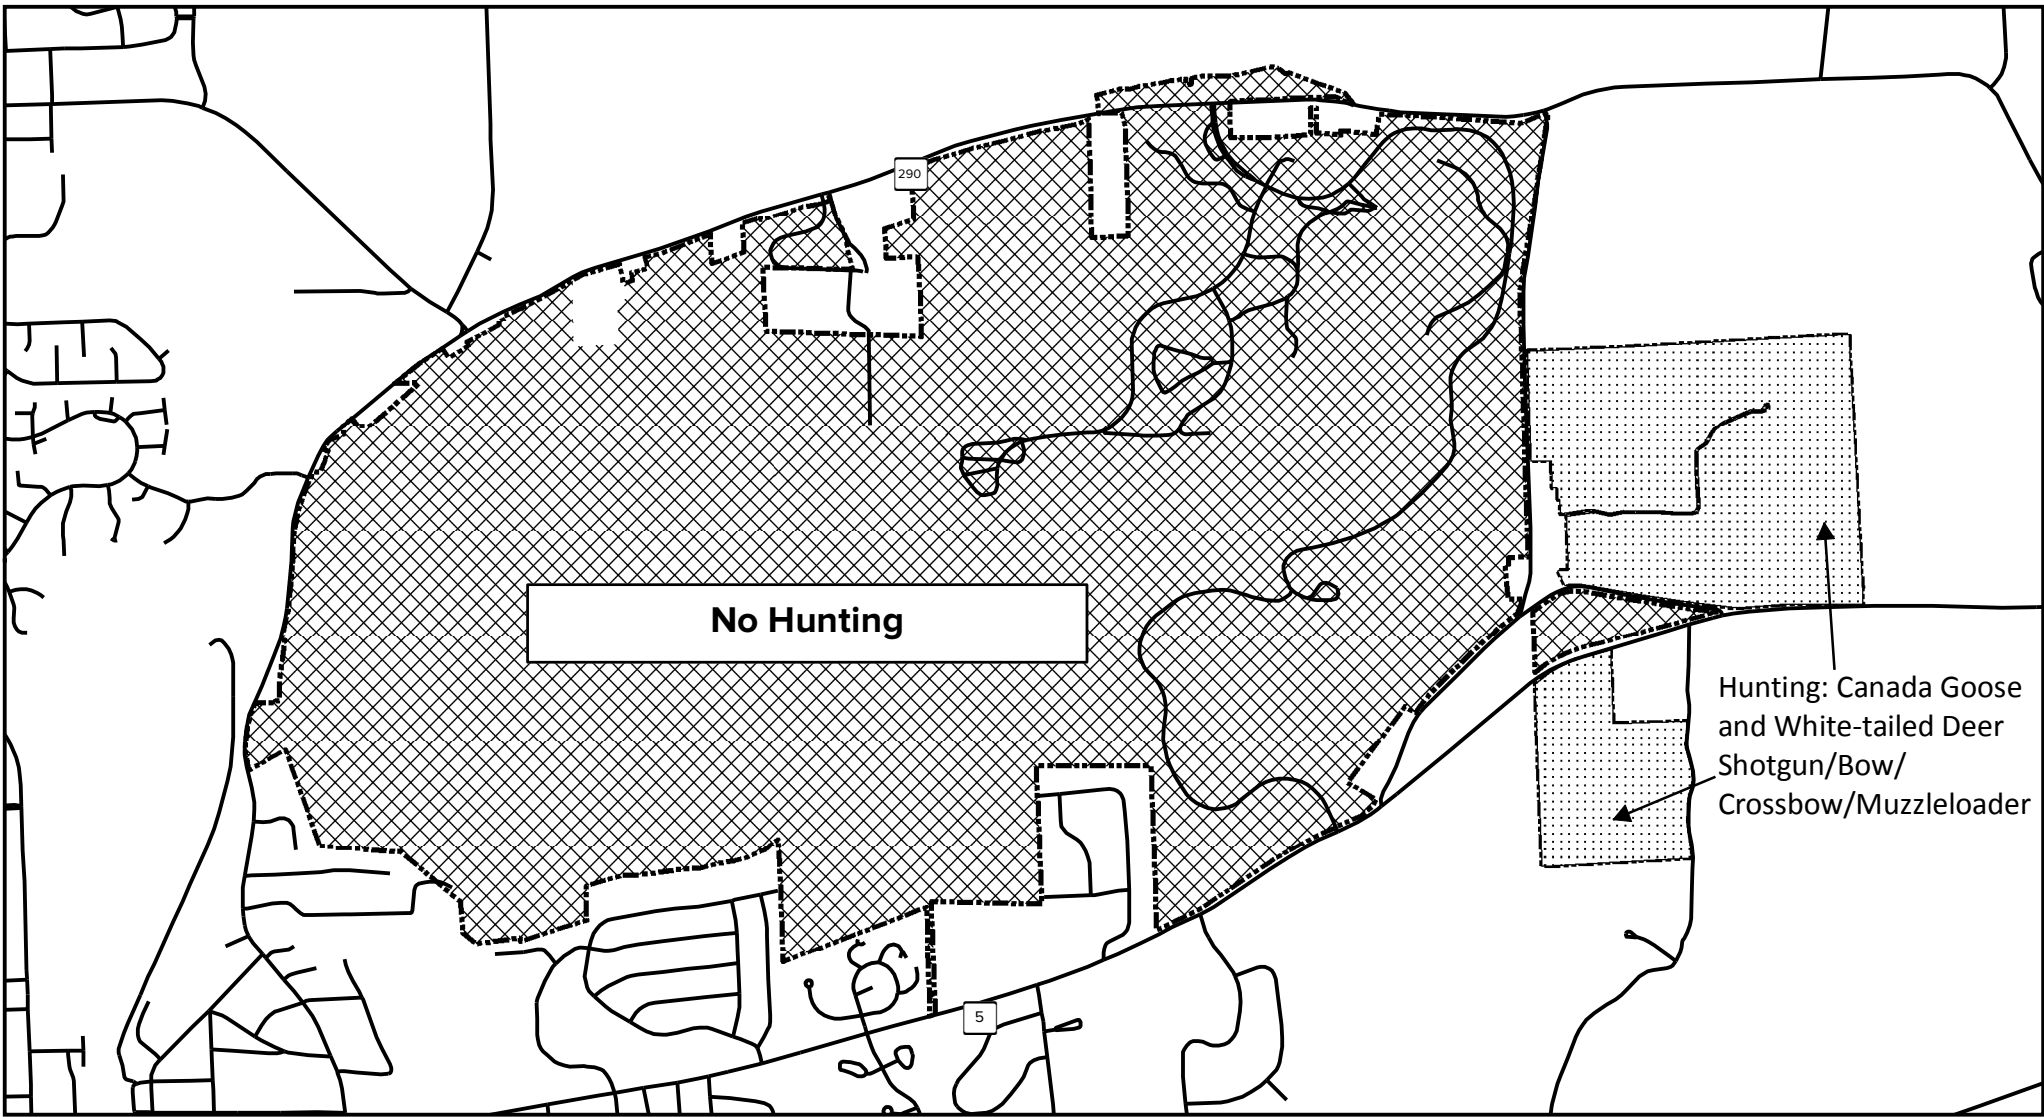 290
No Hunting
Hunting: Canada Goose
and White-tailed Deer
Shotgun/Bow/
Crossbow/Muzzleloader
5